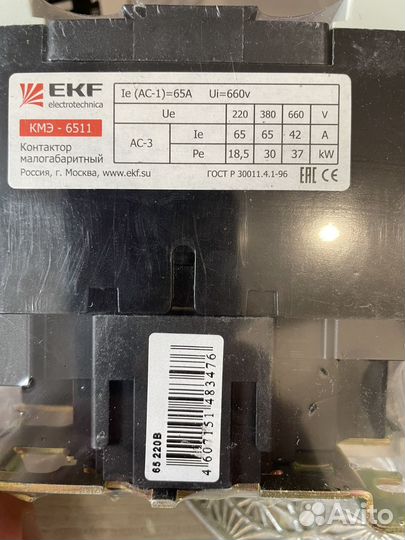 EKF
electrotechnica
КМЭ - 6511
Контактор
малогабаритный
Россия, г. Москва, www.ekf.su
Ie (AC-1)=65A Ui=660v
Ue 220 380 660 V
AC-3 Ie 65 65 42 A
Pe 18,5 30 37 kW
ГОСТ Р 30011.4.1-96 EAC CE
65 220В
4607151483476
Avito